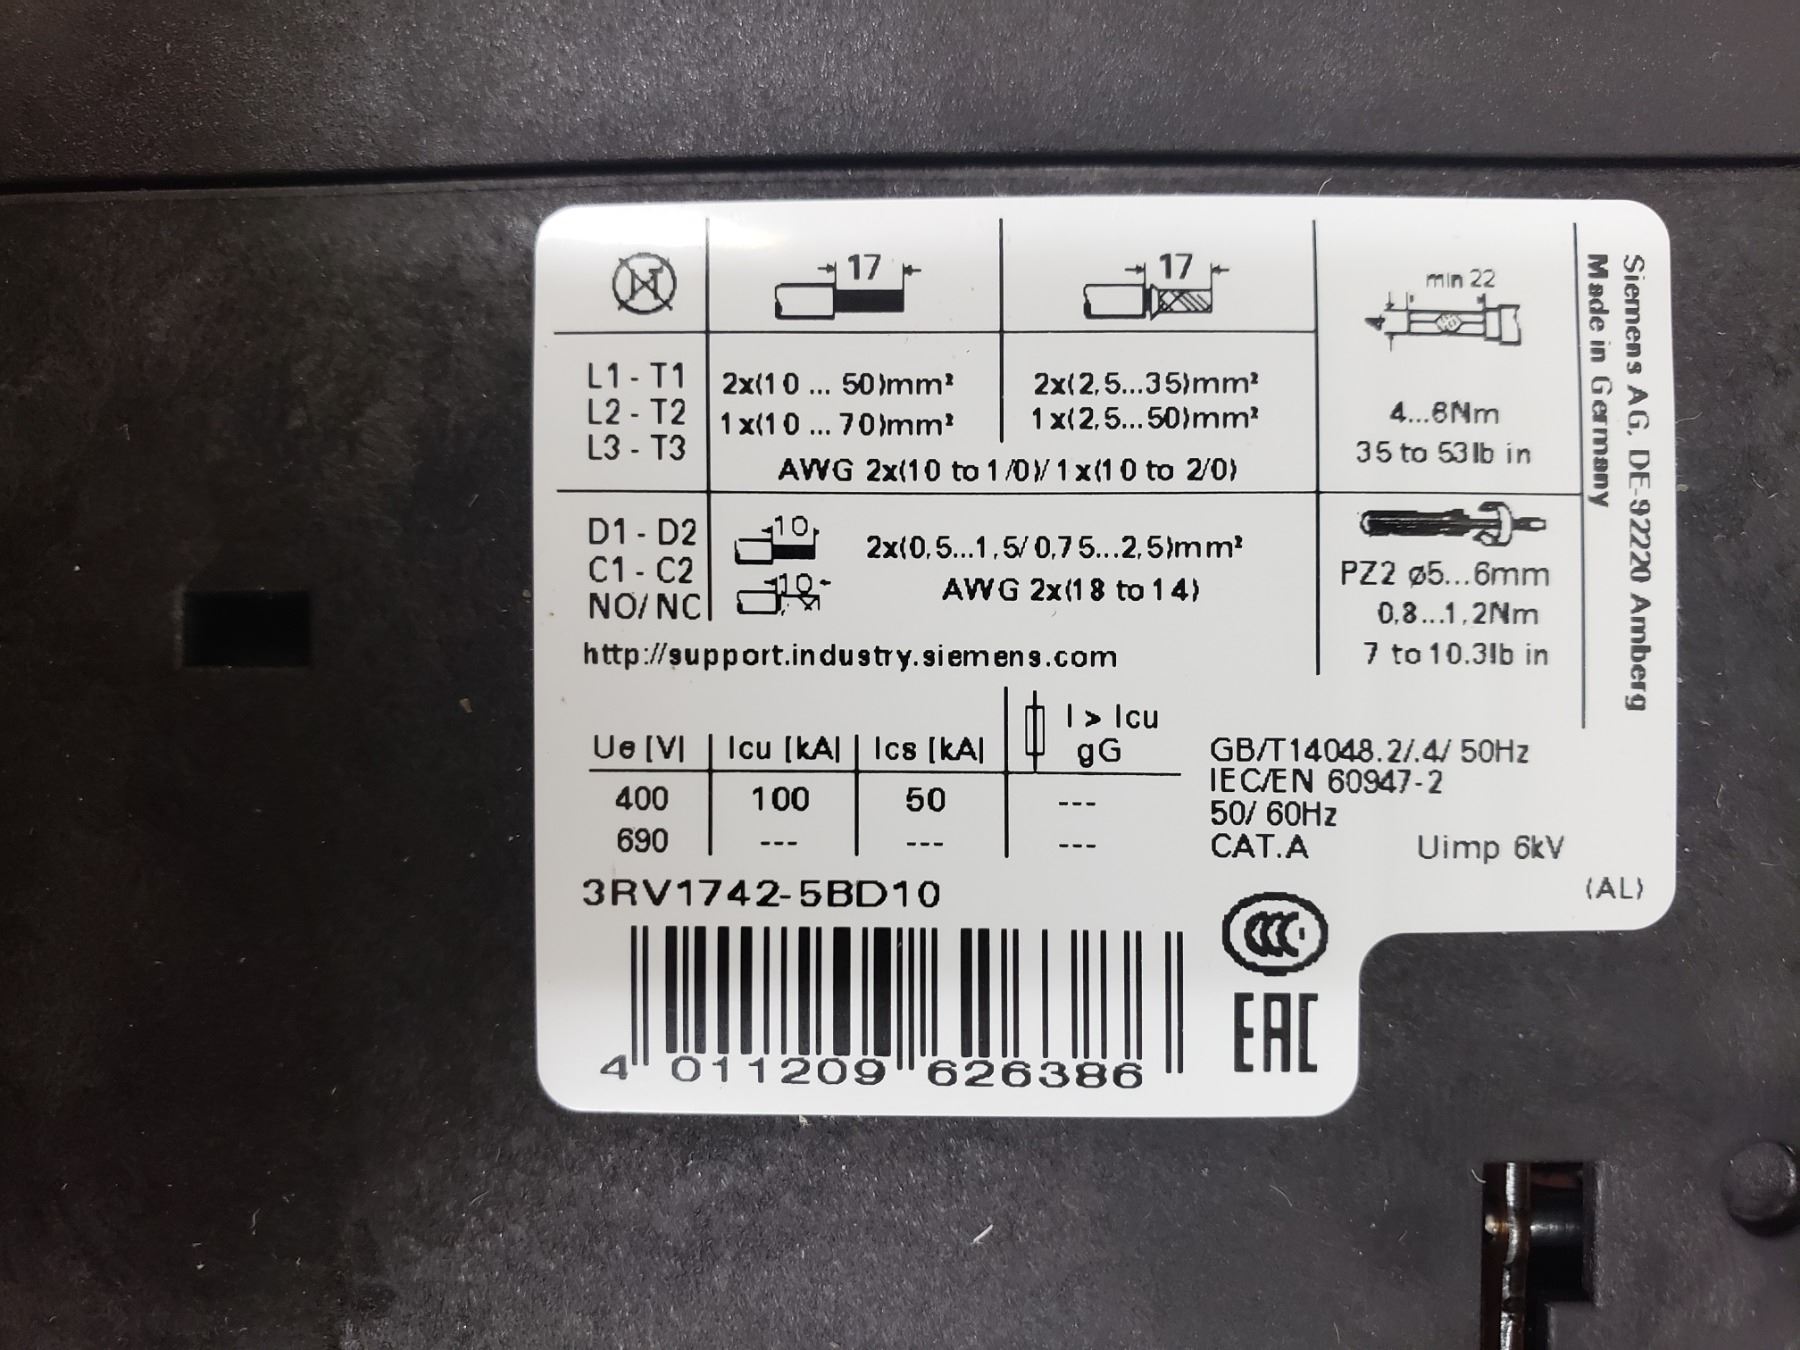 17
17
min 22
4
L1 - T1
L2 - T2
L3 - T3
2x(10 ... 50)mm²
1x(10 ... 70)mm²
2x(2,5...35)mm²
1x(2,5...50)mm²
AWG 2x(10 to 1/0)/ 1x(10 to 2/0)
4...6Nm
35 to 53lb in
D1 - D2
C1 - C2
NO/ NC
10
10
2x(0,5...1,5/ 0,75...2,5)mm²
AWG 2x(18 to 14)
PZ2 ø5...6mm
0,8...1,2Nm
7 to 10.3lb in
http://support.industry.siemens.com
Siemens AG, DE-92220 Amberg
Made in Germany
I > Icu
gG
Ue [V] Icu [kA] Ics [kA]
400 100 50 ---
690 --- --- ---
GB/T14048.2/.4/ 50Hz
IEC/EN 60947-2
50/ 60Hz
CAT.A Uimp 6kV
(AL)
3RV1742-5BD10
CCC
EAC
4 011209 626386